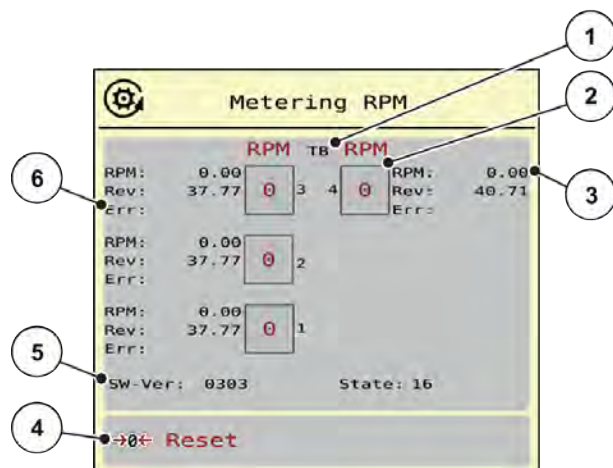 1
Metering RPM
2
RPM TB RPM
RPM: 0.00 RPM: 0.00
6 Rev: 37.77 0 3 4 0 Rev: 40.71 3
Err: Err:
RPM: 0.00
Rev: 37.77 0 2
Err:
RPM: 0.00
Rev: 37.77 0 1
Err:
5
SW-Ver: 0303 State: 16
4 →0← Reset